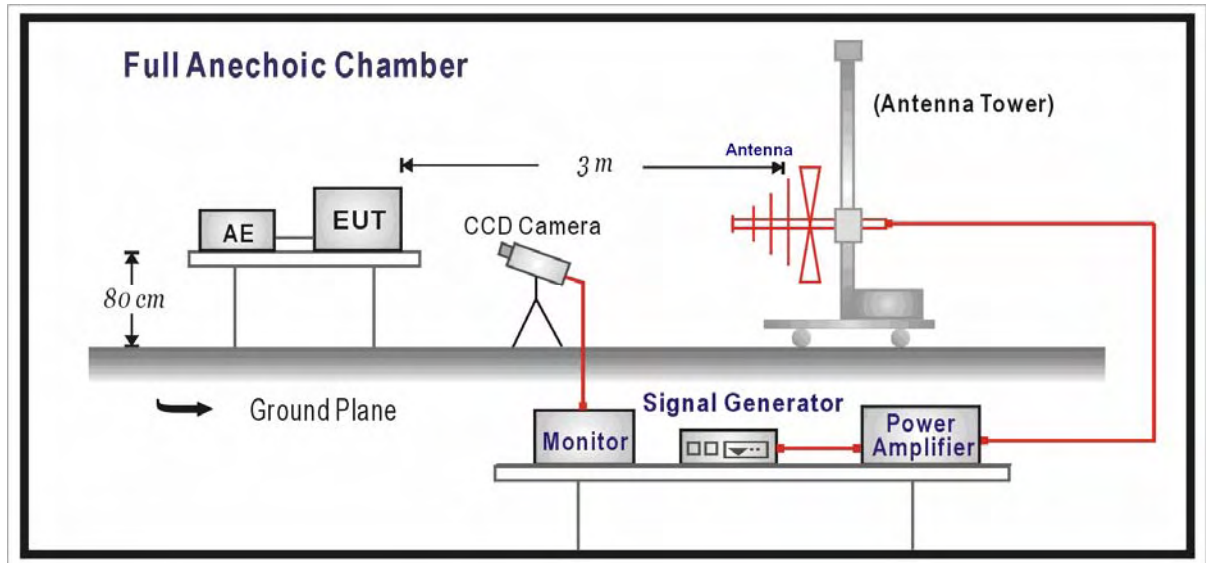 Full Anechoic Chamber
(Antenna Tower)
Antenna
3 m
AE
EUT
CCD Camera
80 cm
Ground Plane
Signal Generator
Monitor
Power
Amplifier